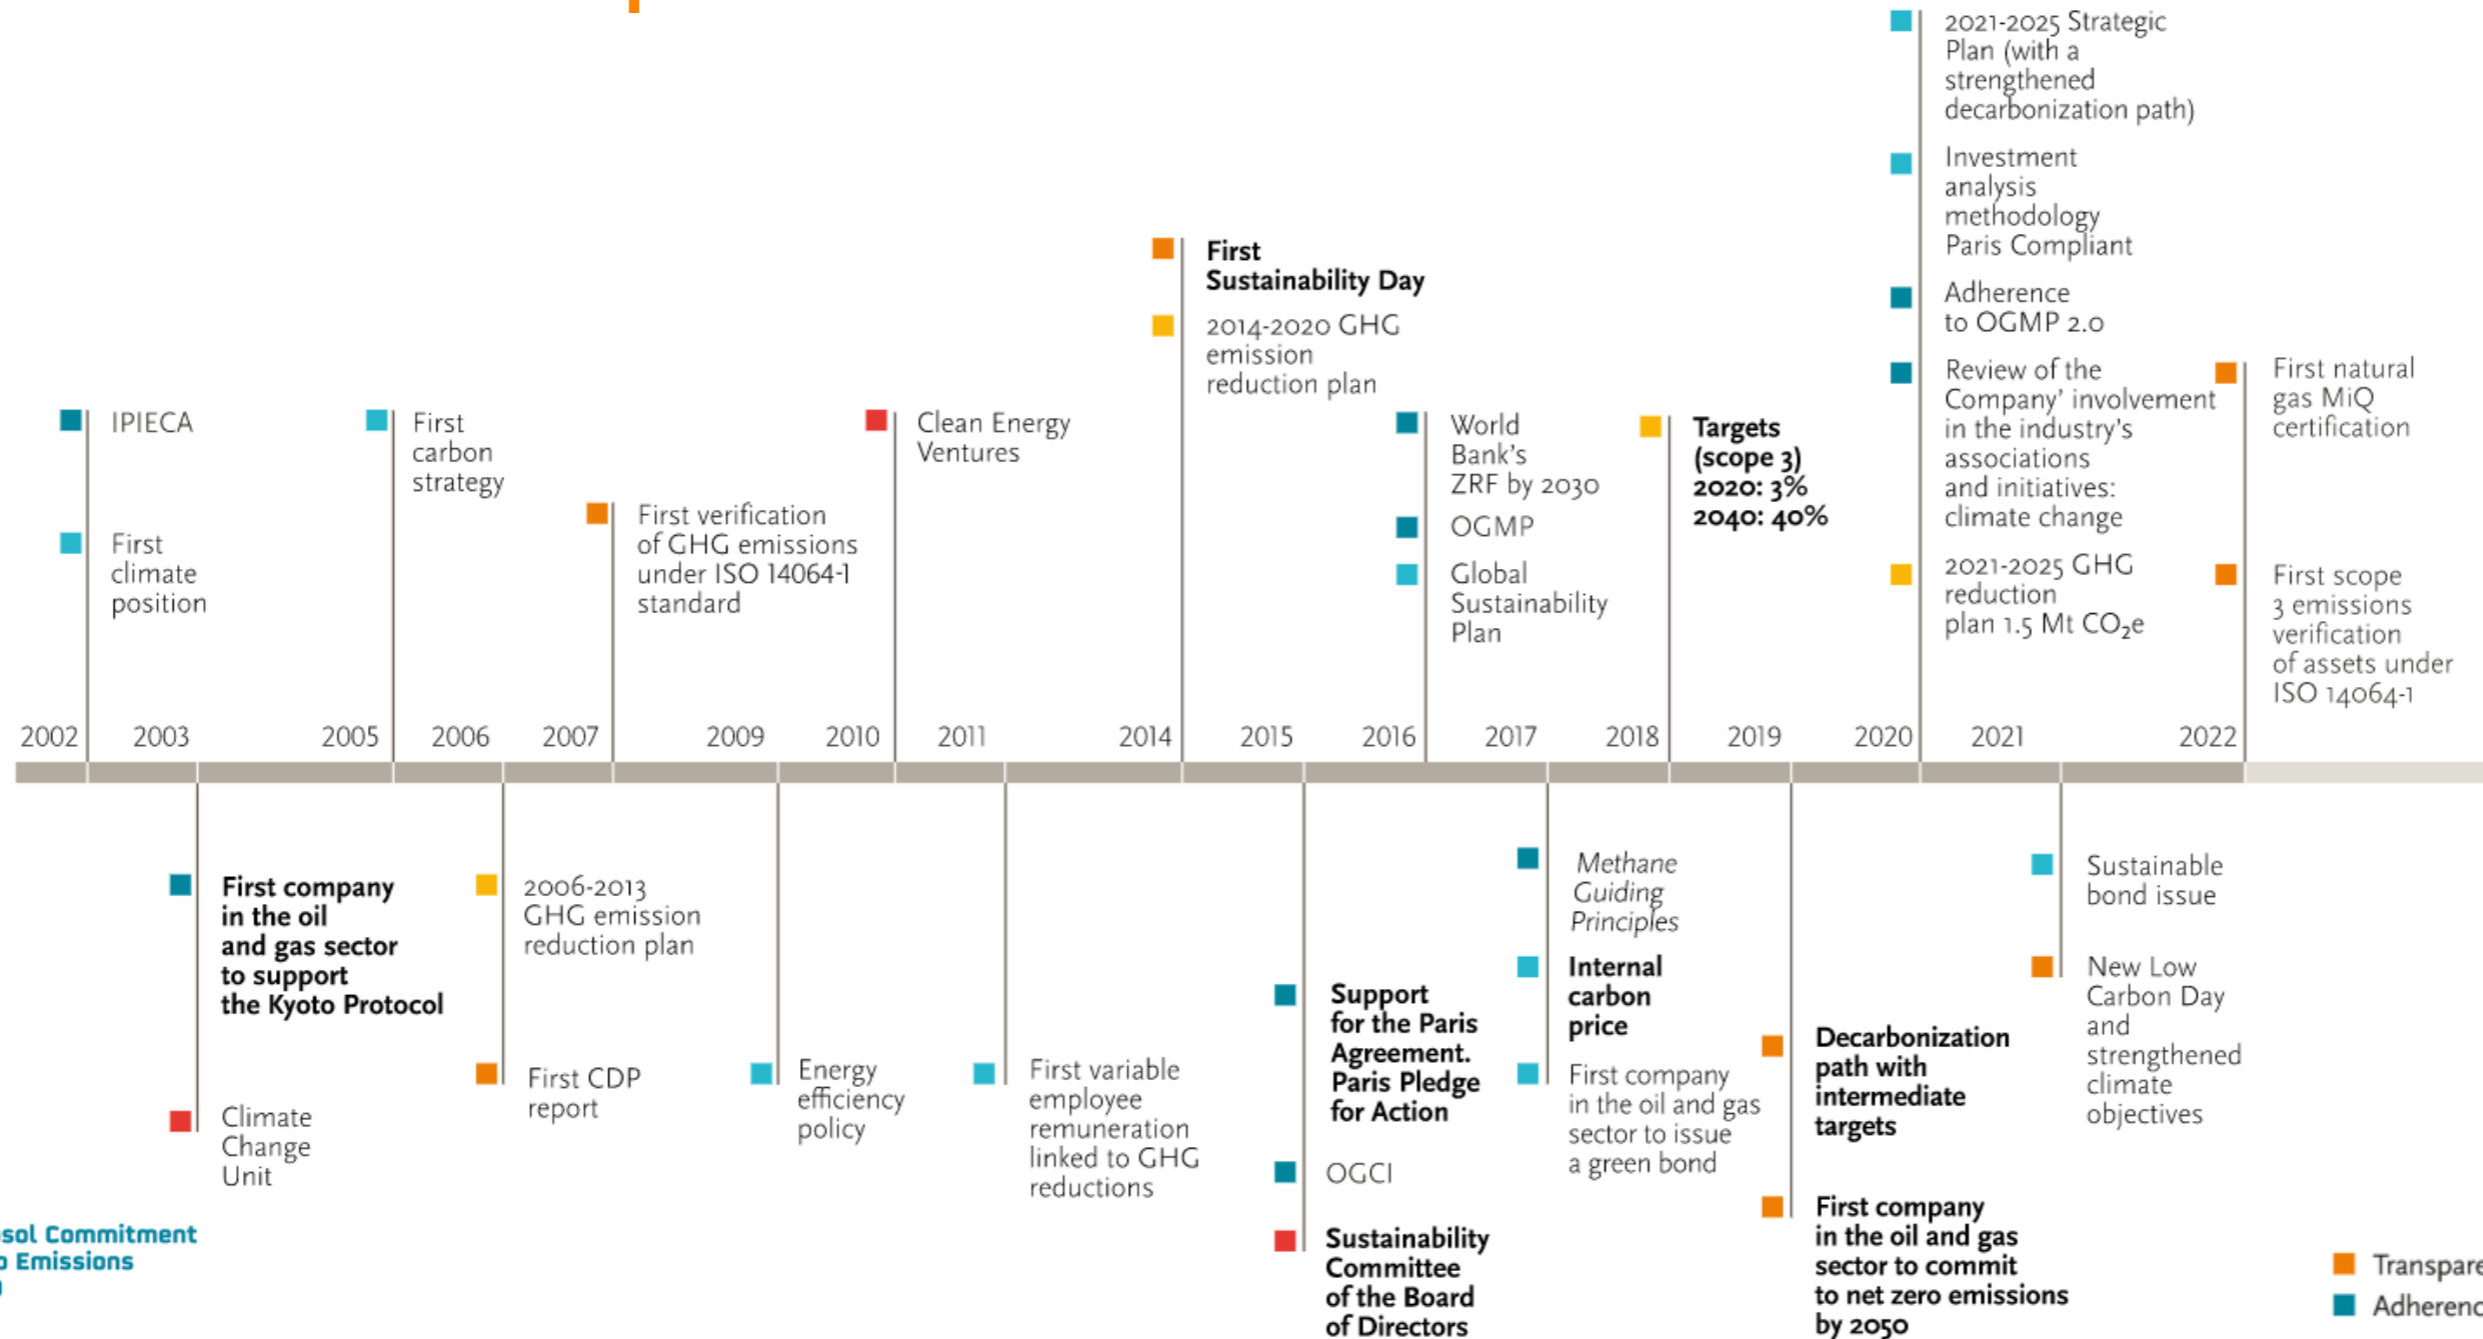 2021-2025 Strategic
Plan (with a
strengthened
decarbonization path)
Investment
analysis
methodology
Paris Compliant
Adherence
to OGMP 2.0
Review of the
Company' involvement
in the industry's
associations
and initiatives:
climate change
2021-2025 GHG
reduction
plan 1.5 Mt CO₂e
First
Sustainability Day
2014-2020 GHG
emission
reduction plan
IPIECA
First
climate
position
First
carbon
strategy
First verification
of GHG emissions
under ISO 14064-1
standard
Clean Energy
Ventures
World
Bank's
ZRF by 2030
OGMP
Global
Sustainability
Plan
Targets
(scope 3)
2020: 3%
2040: 40%
First natural
gas MiQ
certification
First scope
3 emissions
verification
of assets under
ISO 14064-1
2002 2003 2005 2006 2007 2009 2010 2011 2014 2015 2016 2017 2018 2019 2020 2021 2022
First company
in the oil
and gas sector
to support
the Kyoto Protocol
Climate
Change
Unit
2006-2013
GHG emission
reduction plan
First CDP
report
Energy
efficiency
policy
First variable
employee
remuneration
linked to GHG
reductions
Support
for the Paris
Agreement.
Paris Pledge
for Action
OGCI
Sustainability
Committee
of the Board
of Directors
Methane
Guiding
Principles
Internal
carbon
price
First company
in the oil and gas
sector to issue
a green bond
Decarbonization
path with
intermediate
targets
First company
in the oil and gas
sector to commit
to net zero emissions
by 2050
Sustainable
bond issue
New Low
Carbon Day
and
strengthened
climate
objectives
sol Commitment
Emissions
Transpare
Adherenc